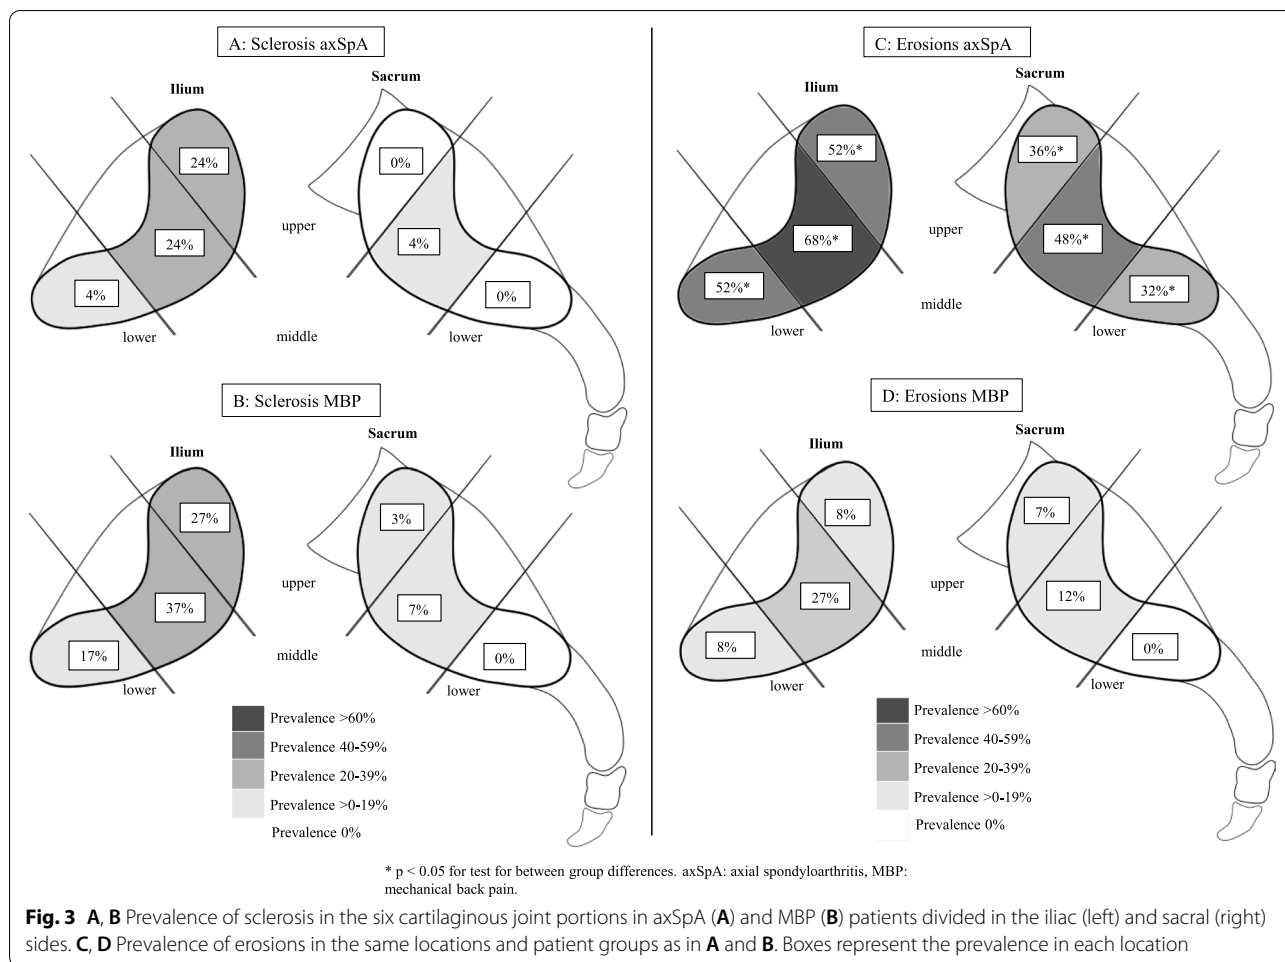 A: Sclerosis axSpA
Ilium
Sacrum
24%
0%
24%
upper
4%
4%
0%
lower
middle
lower
B: Sclerosis MBP
Ilium
Sacrum
27%
3%
upper
37%
7%
17%
middle
0%
lower
lower
Prevalence >60%
Prevalence 40-59%
Prevalence 20-39%
Prevalence >0-19%
Prevalence 0%
C: Erosions axSpA
Ilium
Sacrum
52%*
36%*
upper
68%*
48%*
52%*
32%*
middle
lower
lower
D: Erosions MBP
Ilium
Sacrum
8%
7%
upper
27%
12%
8%
middle
0%
lower
lower
Prevalence >60%
Prevalence 40-59%
Prevalence 20-39%
Prevalence >0-19%
Prevalence 0%
* p < 0.05 for test for between group differences. axSpA: axial spondyloarthritis, MBP:
mechanical back pain.
Fig. 3 A, B Prevalence of sclerosis in the six cartilaginous joint portions in axSpA (A) and MBP (B) patients divided in the iliac (left) and sacral (right)
sides. C, D Prevalence of erosions in the same locations and patient groups as in A and B. Boxes represent the prevalence in each location